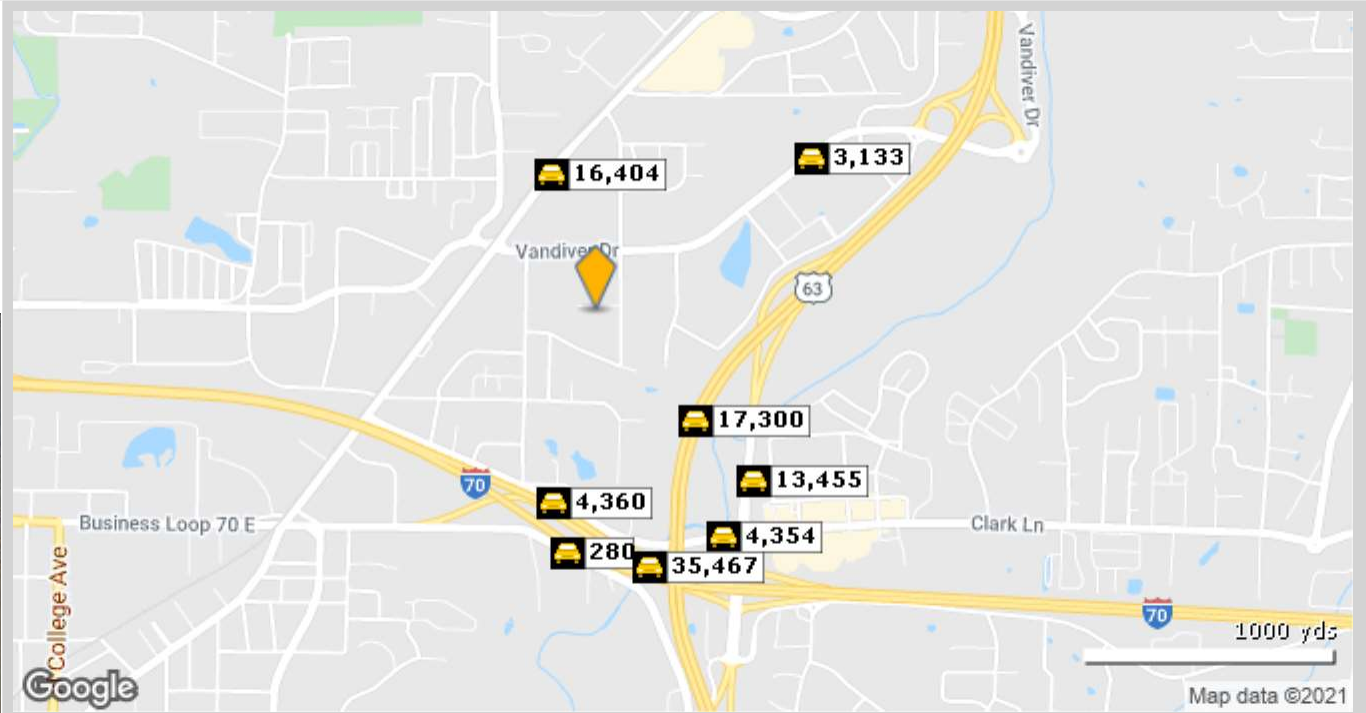 Vandiver Dr
3,133
16,404
Vandiver Dr
63
17,300
13,455
70
4,360
Business Loop 70 E
Clark Ln
4,354
280
35,467
College Ave
70
1000 yds
Google
Map data ©2021